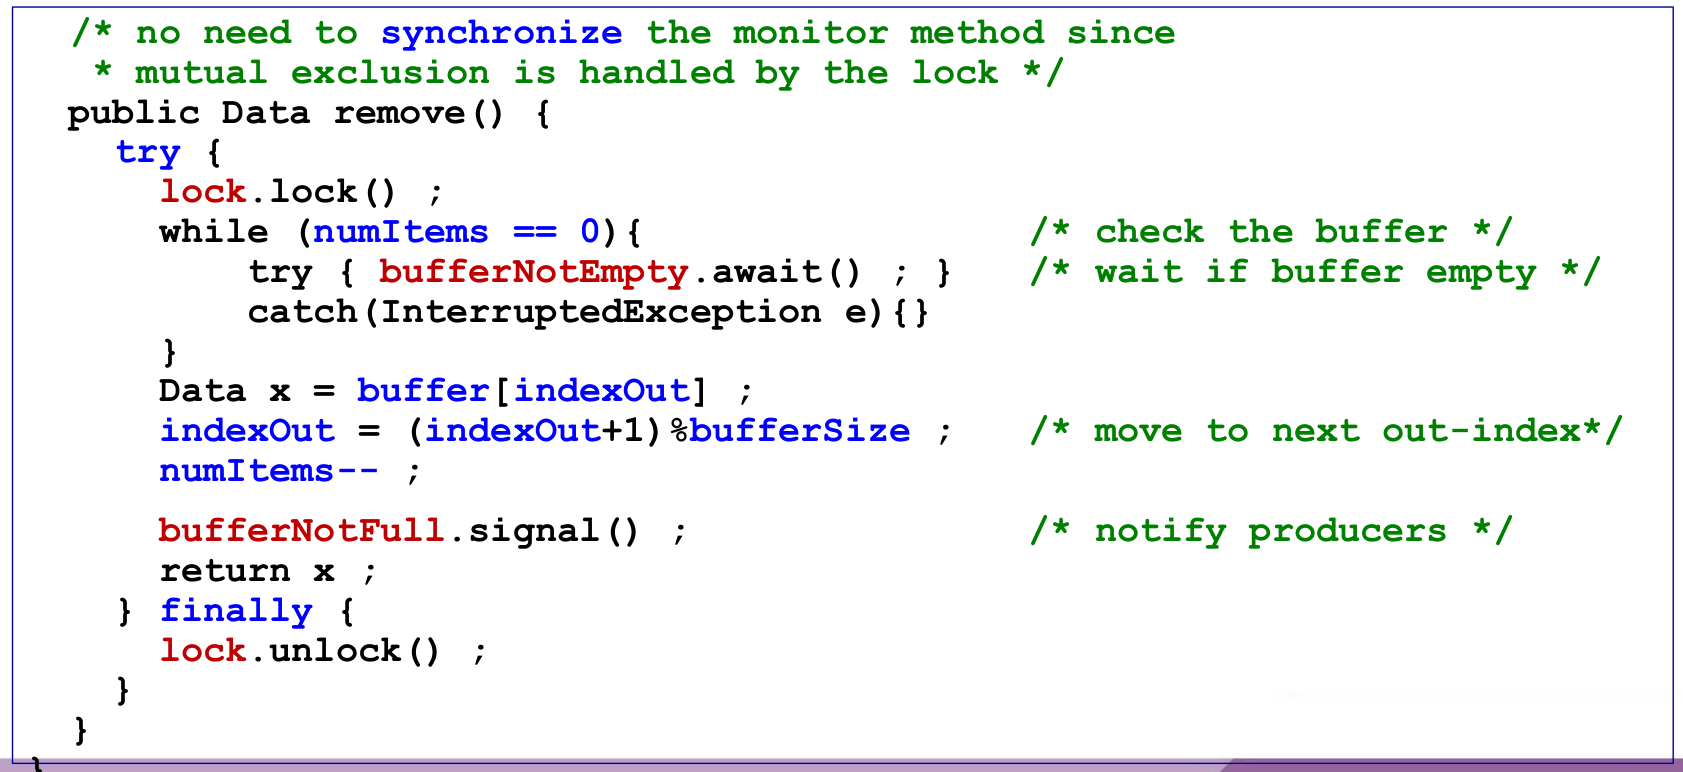 /* no need to synchronize the monitor method since
* mutual exclusion is handled by the lock */
public Data remove() {
try {
lock.lock() ;
while (numItems == 0){ /* check the buffer */
try { bufferNotEmpty.await() ; } /* wait if buffer empty */
catch(InterruptedException e){}
}
Data x = buffer[indexOut] ;
indexOut = (indexOut+1)%bufferSize ; /* move to next out-index*/
numItems-- ;
bufferNotFull.signal() ; /* notify producers */
return x ;
} finally {
lock.unlock() ;
}
}
}